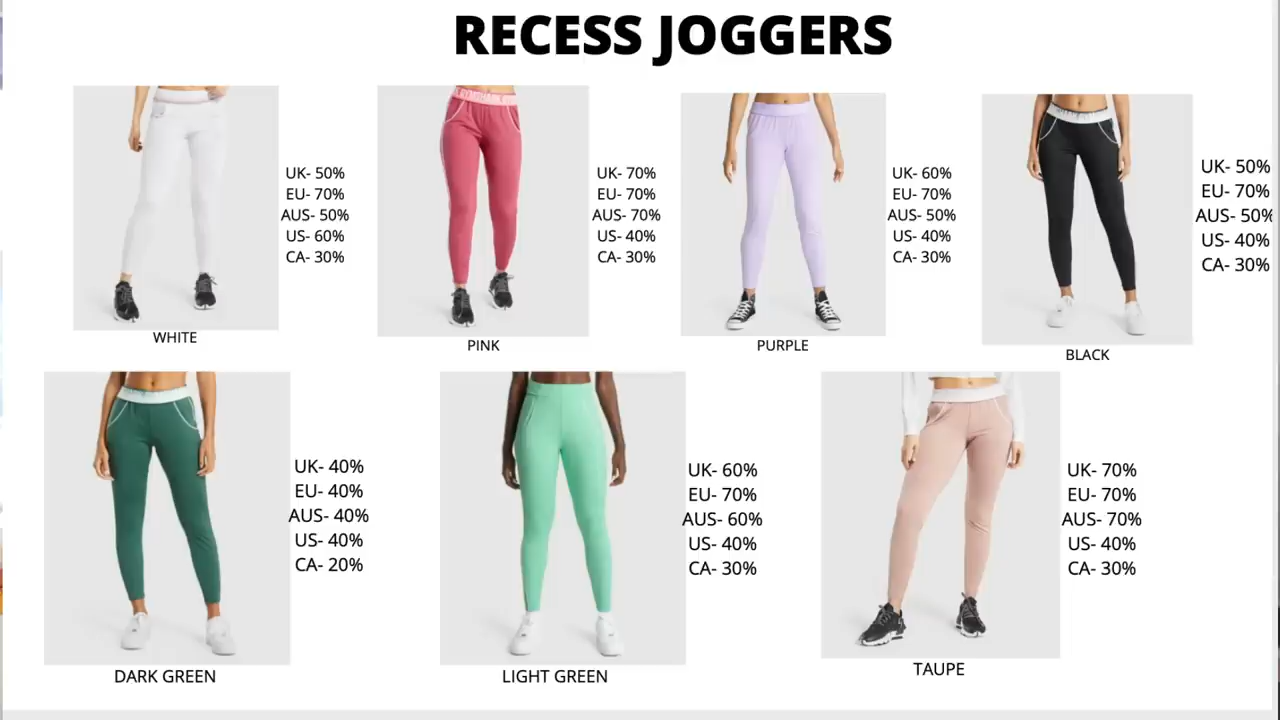 RECESS JOGGERS
UK- 50%
EU- 70%
AUS- 50%
US- 60%
CA- 30%
WHITE
UK- 70%
EU- 70%
AUS- 70%
US- 40%
CA- 30%
PINK
UK- 60%
EU- 70%
AUS- 50%
US- 40%
CA- 30%
PURPLE
UK- 50%
EU- 70%
AUS- 50%
US- 40%
CA- 30%
BLACK
UK- 40%
EU- 40%
AUS- 40%
US- 40%
CA- 20%
DARK GREEN
UK- 60%
EU- 70%
AUS- 60%
US- 40%
CA- 30%
LIGHT GREEN
UK- 70%
EU- 70%
AUS- 70%
US- 40%
CA- 30%
TAUPE